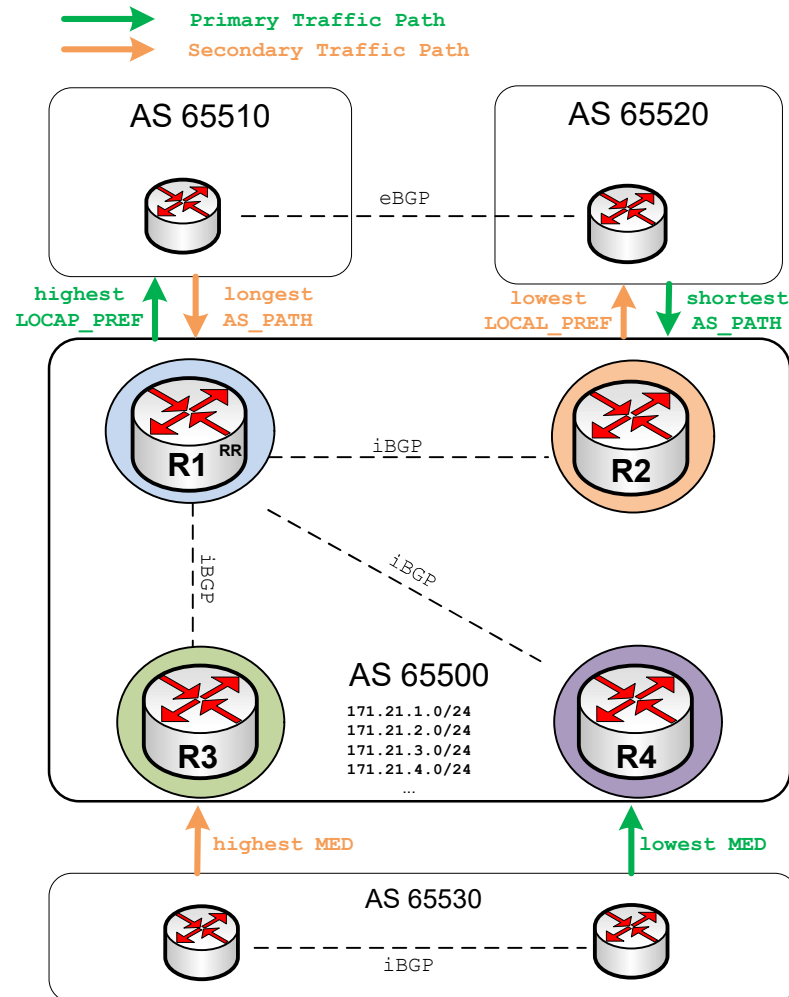 Primary Traffic Path
Secondary Traffic Path
AS 65510
AS 65520
eBGP
highest
LOCAP_PREF
longest
AS_PATH
lowest
LOCAL_PREF
shortest
AS_PATH
R1
RR
iBGP
R2
iBGP
iBGP
R3
AS 65500
171.21.1.0/24
171.21.2.0/24
171.21.3.0/24
171.21.4.0/24
...
R4
highest MED
lowest MED
AS 65530
iBGP